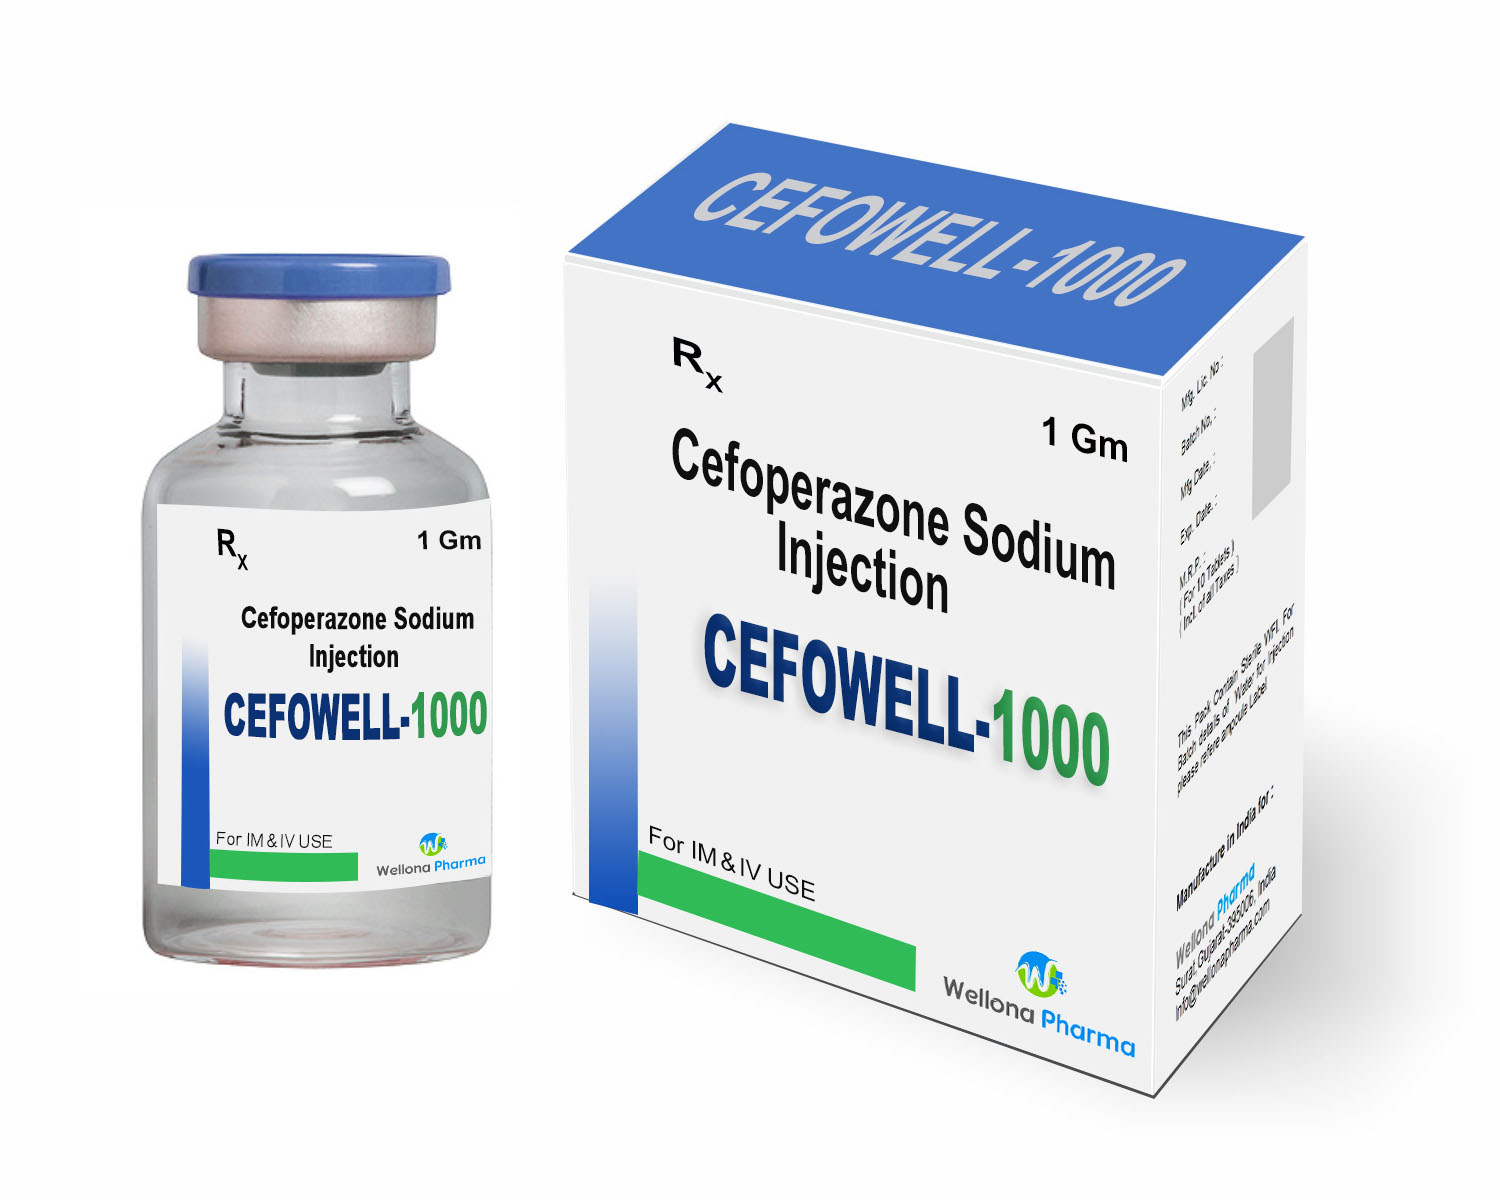 Rx
1 Gm
Cefoperazone Sodium
Injection
CEFOWELL-1000
For IM & IV USE
Wellona Pharma
CEFOWELL-1000
Rx
1 Gm
Cefoperazone Sodium
Injection
CEFOWELL-1000
For IM & IV USE
Wellona Pharma
Mfg. Lic. No :
Batch No. :
Mfg Date. :
Exp. Date. :
M.R.P. :
( For 10 Tablets )
( Incl. of all Taxes )
This Pack Contain Sterile WFI. For
Batch details of Water for Injection
please refere ampoule Label
Manufacture in India for :
Wellona Pharma
Surat, Gujarat-395006, India
info@wellonapharma.com